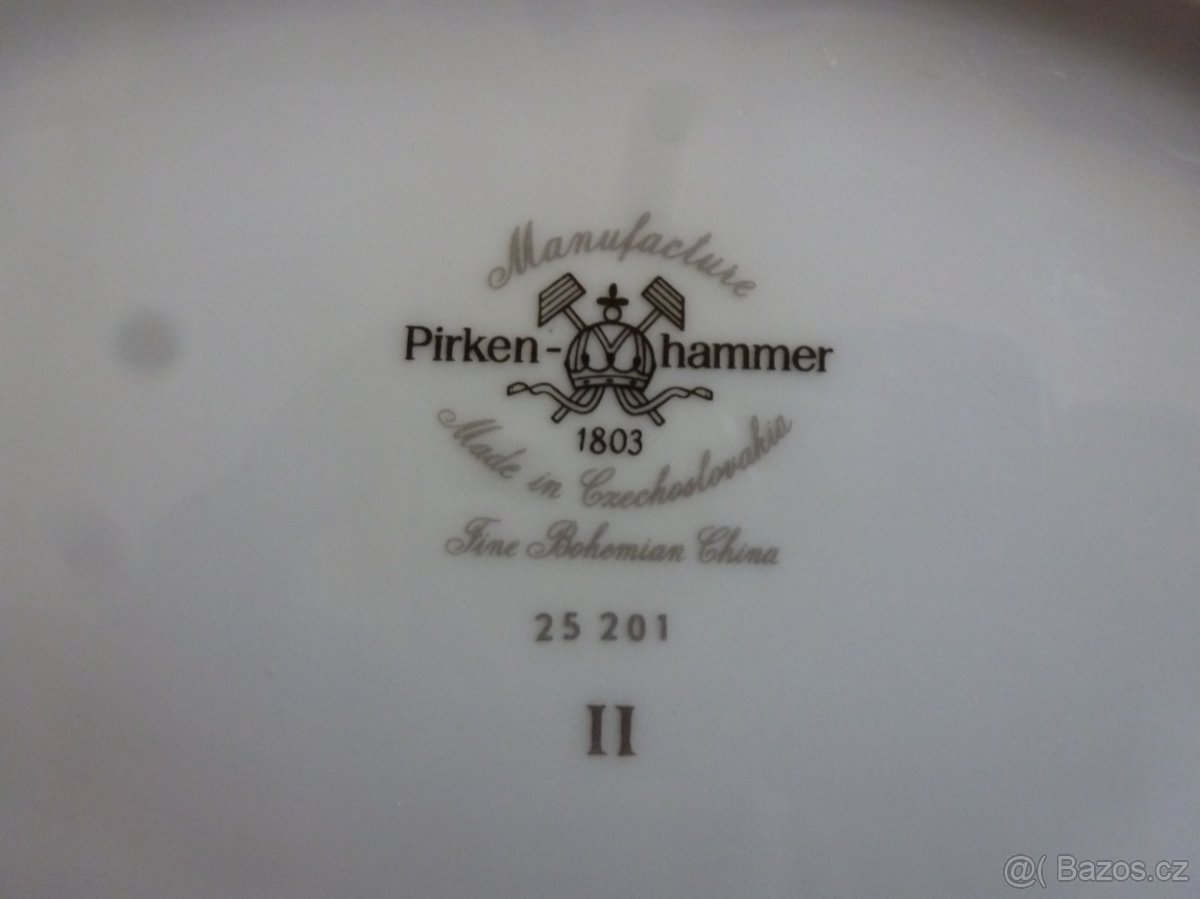 Manufacture
Pirken-hammer
1803
Made in Czechoslovakia
Fine Bohemian China
25 201
II
@( Bazos.cz